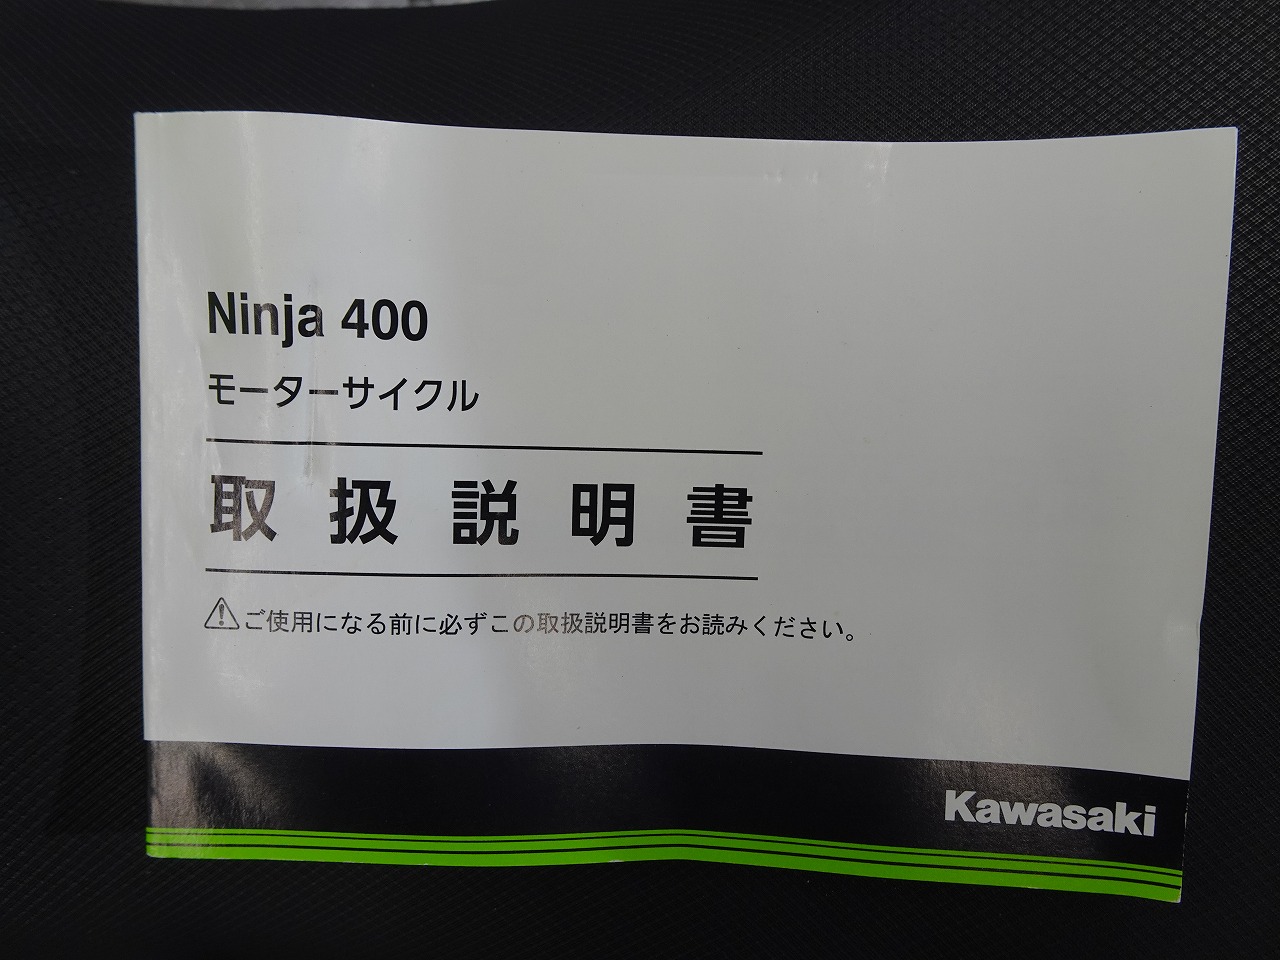 Ninja 400
モーターサイクル
取扱説明書
ご使用になる前に必ずこの取扱説明書をお読みください。
Kawasaki